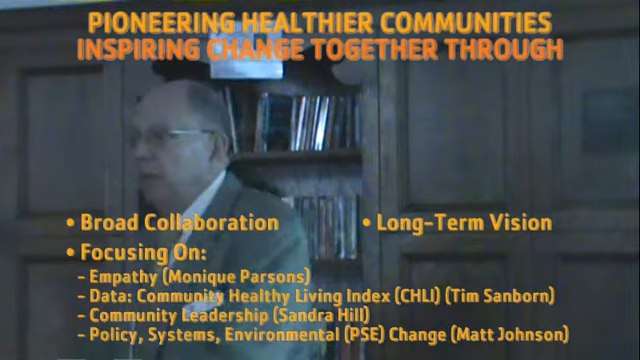 PIONEERING HEALTHIER COMMUNITIES
INSPIRING CHANGE TOGETHER THROUGH
• Broad Collaboration • Long-Term Vision
• Focusing On:
- Empathy (Monique Parsons)
- Data: Community Healthy Living Index (CHLI) (Tim Sanborn)
- Community Leadership (Sandra Hill)
- Policy, Systems, Environmental (PSE) Change (Matt Johnson)